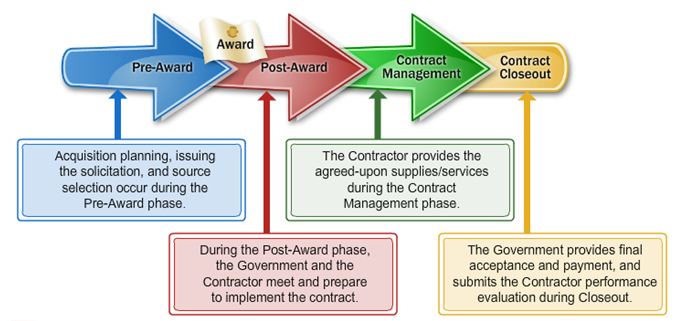 Award
Pre-Award
Post-Award
Contract
Management
Contract
Closeout
Acquisition planning, issuing
the solicitation, and source
selection occur during the
Pre-Award phase.
The Contractor provides the
agreed-upon supplies/services
during the Contract
Management phase.
During the Post-Award phase,
the Government and the
Contractor meet and prepare
to implement the contract.
The Government provides final
acceptance and payment, and
submits the Contractor performance
evaluation during Closeout.